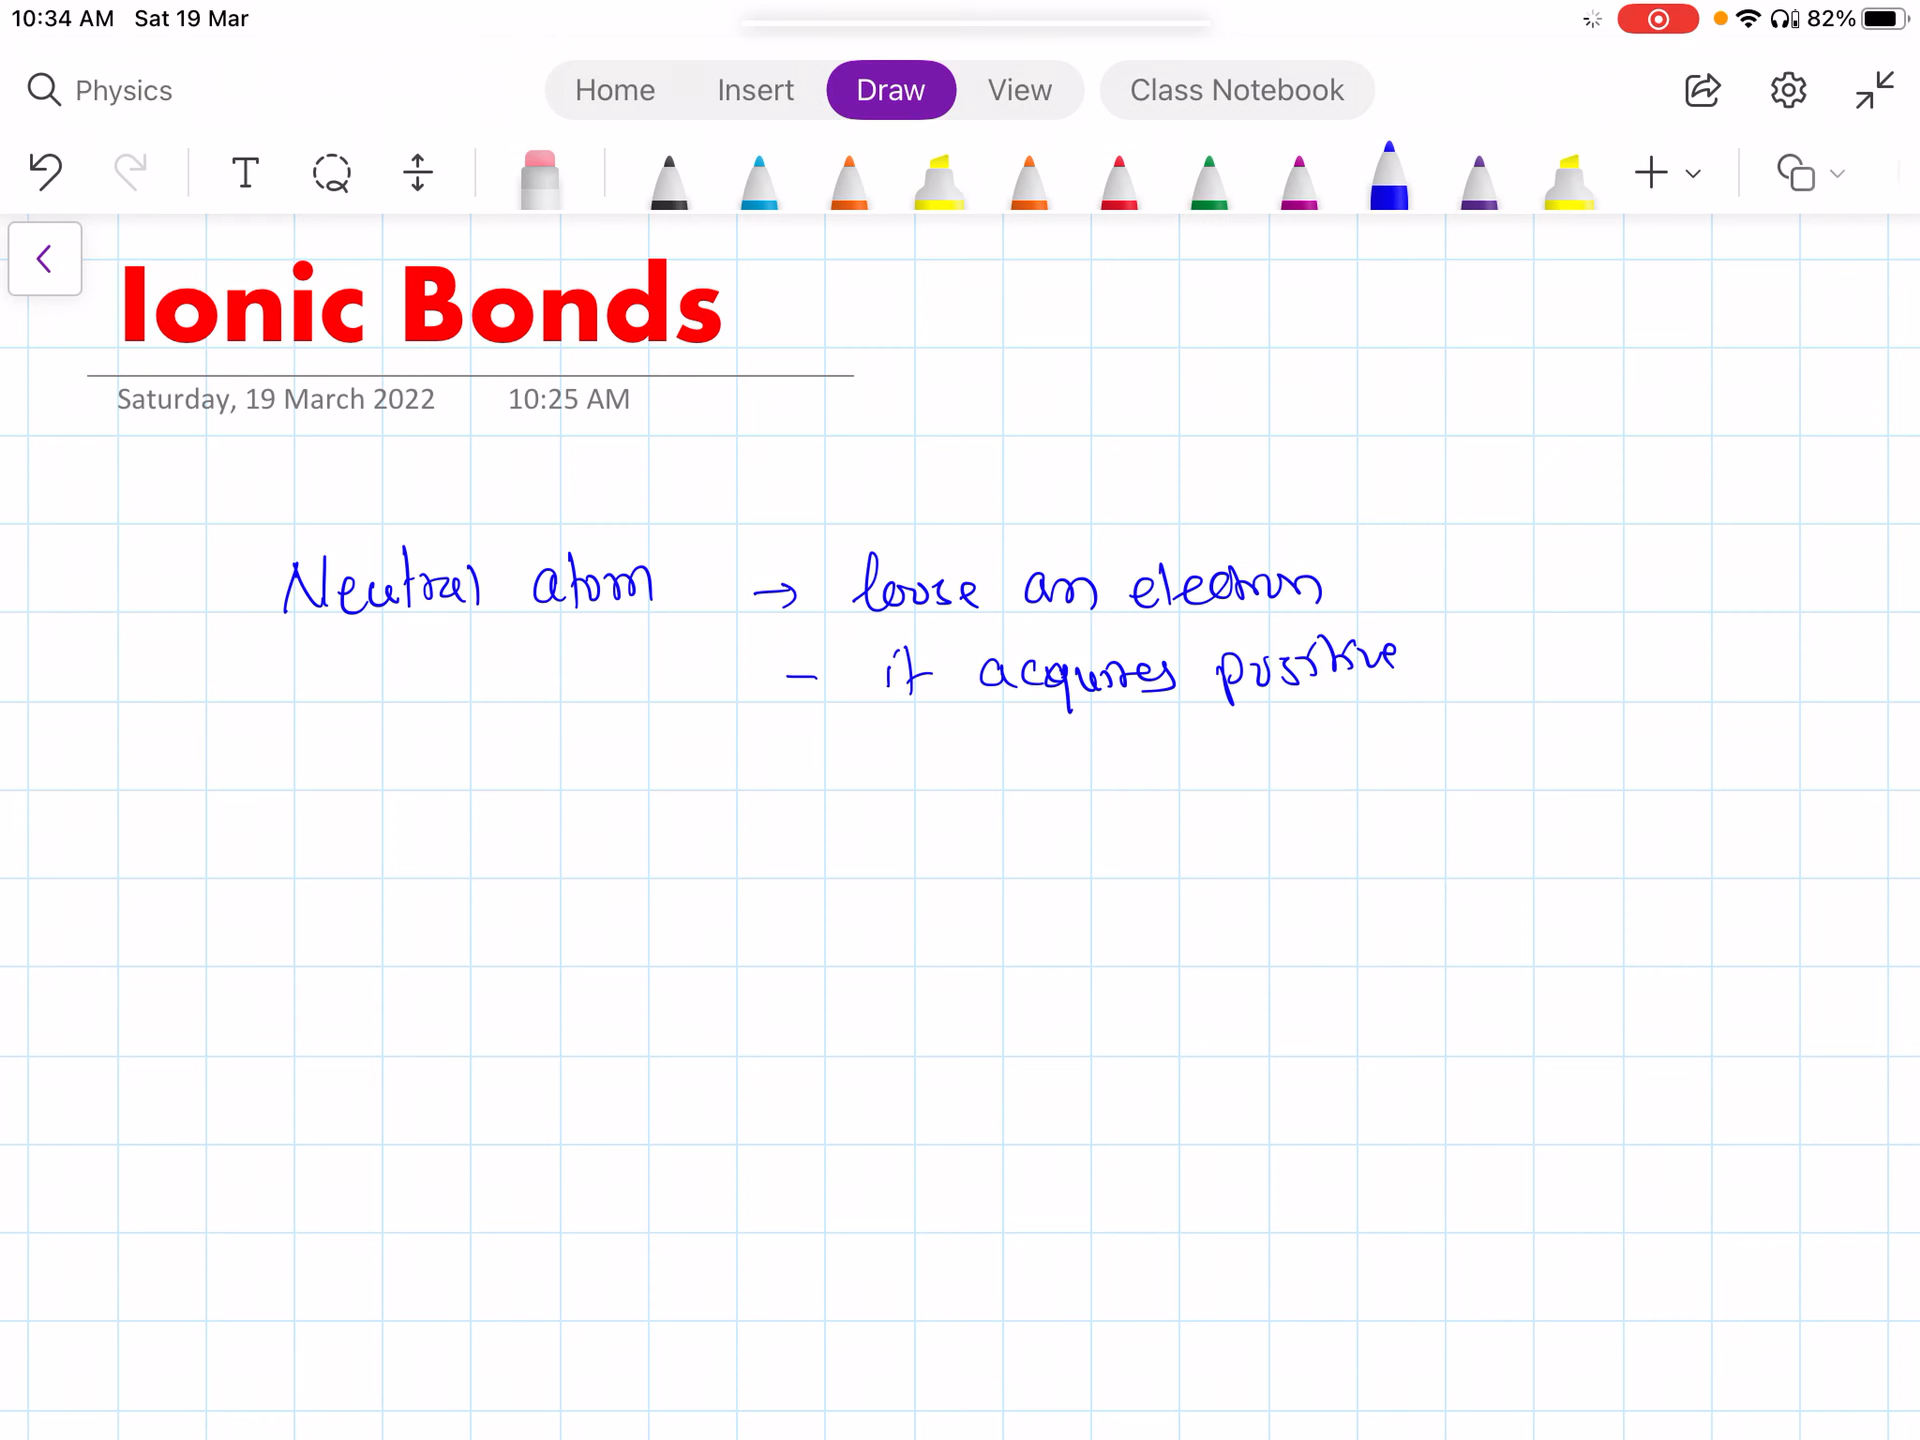 10:34 AM Sat 19 Mar 82%
Physics Home Insert Draw View Class Notebook
T
Ionic Bonds
Saturday, 19 March 2022 10:25 AM
Neutral atom → loose an electron
- it acquires positive